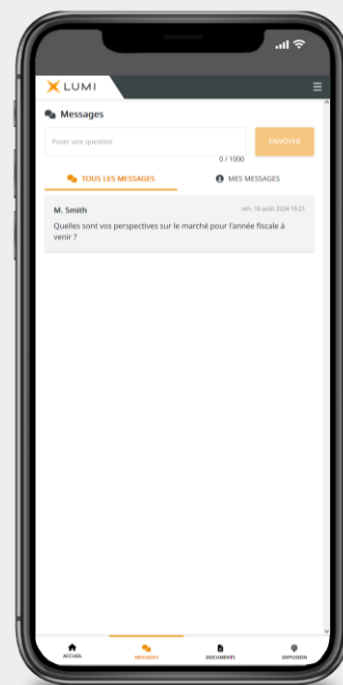 LUMI
Messages
Poser une question
ENVOYER
0 / 1000
TOUS LES MESSAGES
MES MESSAGES
M. Smith
ven. 16 août 2024 16:21
Quelles sont vos perspectives sur le marché pour l'année fiscale à
venir ?
ACCUEIL
MESSAGES
DOCUMENTS
DIFFUSION